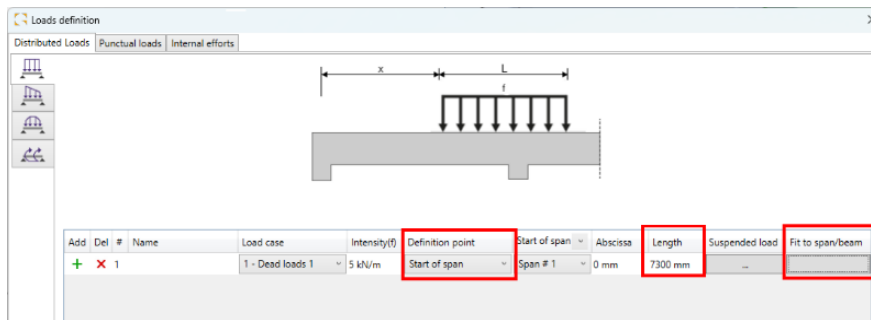 Loads definition
Distributed Loads Punctual loads Internal efforts
x L
f
Add Del # Name Load case Intensity(f) Definition point Start of span Abscissa Length Suspended load Fit to span/beam
1 1 - Dead loads 1 5 kN/m Start of span Span # 1 0 mm 7300 mm ...